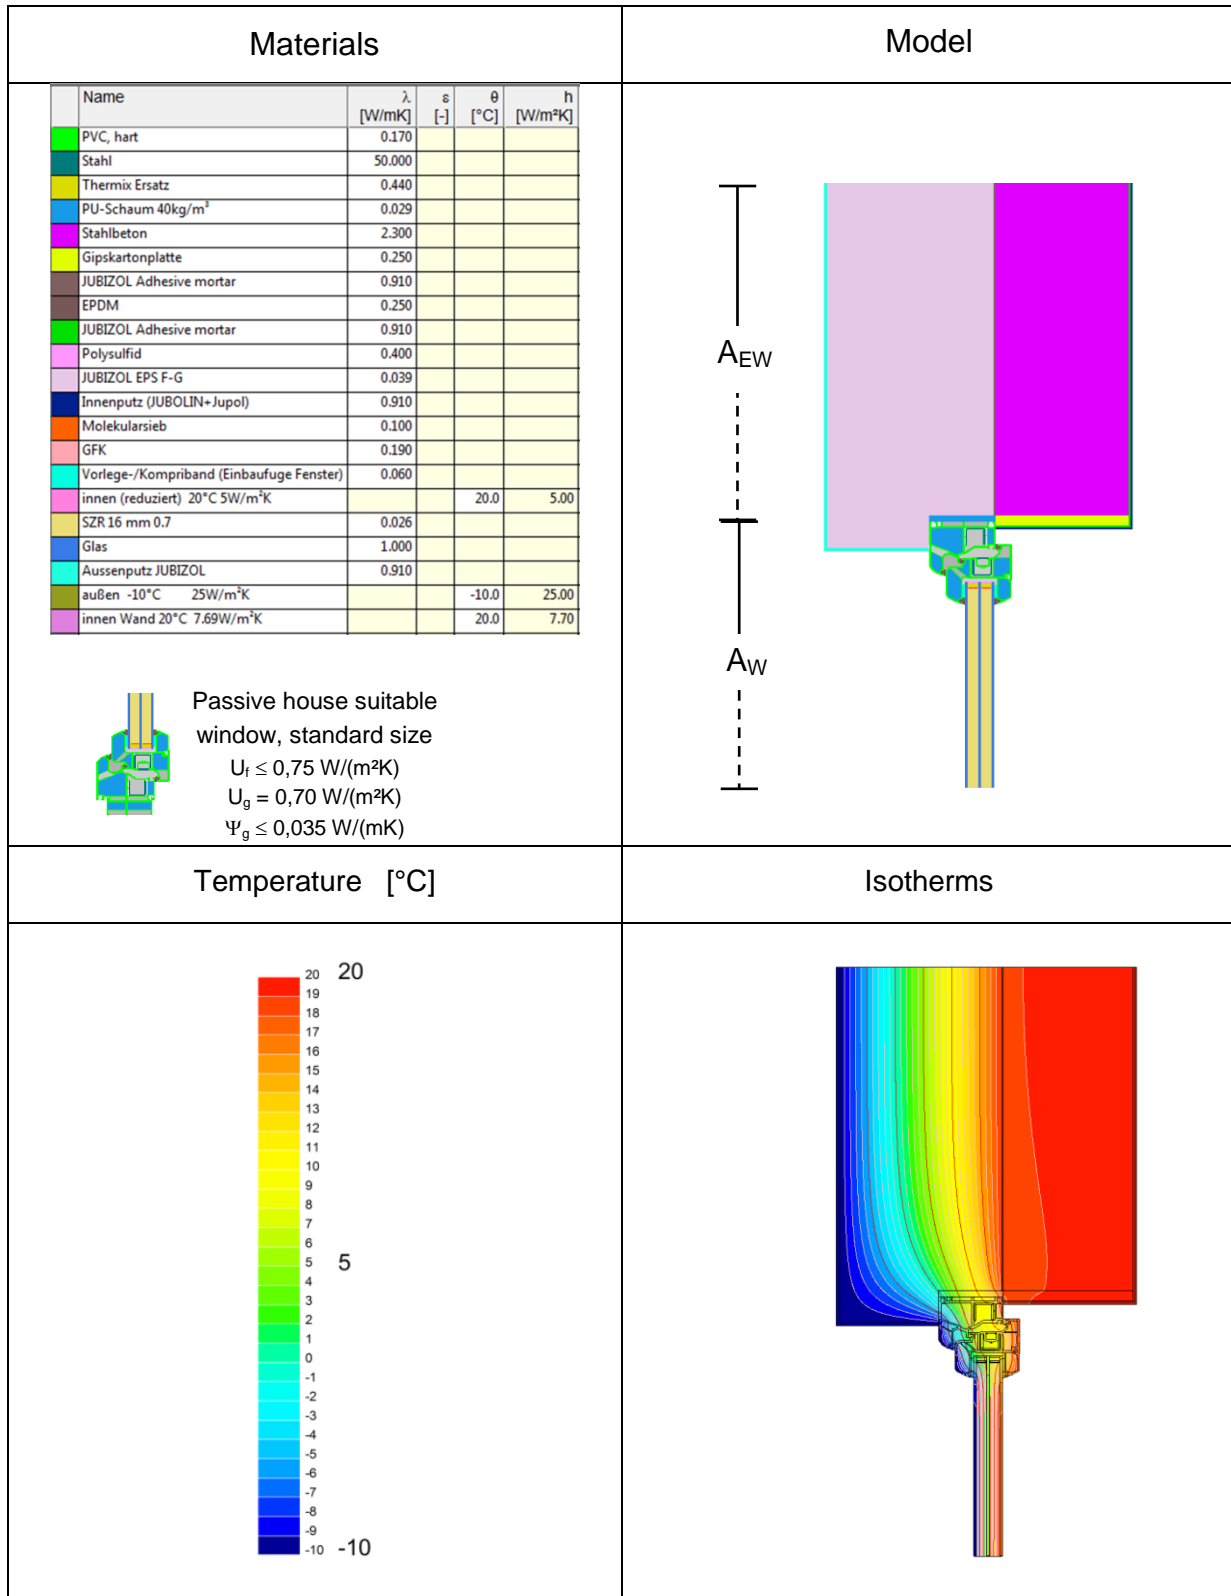 Materials
Model
Name λ ε θ h
[W/mK] [-] [°C] [W/m²K]
PVC, hart 0.170
Stahl 50.000
Thermix Ersatz 0.440
PU-Schaum 40kg/m³ 0.029
Stahlbeton 2.300
Gipskartonplatte 0.250
JUBIZOL Adhesive mortar 0.910
EPDM 0.250
JUBIZOL Adhesive mortar 0.910
Polysulfid 0.400
JUBIZOL EPS F-G 0.039
Innenputz (JUBOLIN+Jupol) 0.910
Molekularsieb 0.100
GFK 0.190
Vorlege-/Kompriband (Einbaufuge Fenster) 0.060
innen (reduziert) 20°C 5W/m²K 20.0 5.00
SZR 16 mm 0.7 0.026
Glas 1.000
Aussenputz JUBIZOL 0.910
außen -10°C 25W/m²K -10.0 25.00
innen Wand 20°C 7.69W/m²K 20.0 7.70
Passive house suitable
window, standard size
U_f ≤ 0,75 W/(m²K)
U_g = 0,70 W/(m²K)
Ψ_g ≤ 0,035 W/(mK)
A_EW
A_W
Temperature [°C]
Isotherms
20 20
19
18
17
16
15
14
13
12
11
10
9
8
7
6
5 5
4
3
2
1
0
-1
-2
-3
-4
-5
-6
-7
-8
-9
-10 -10